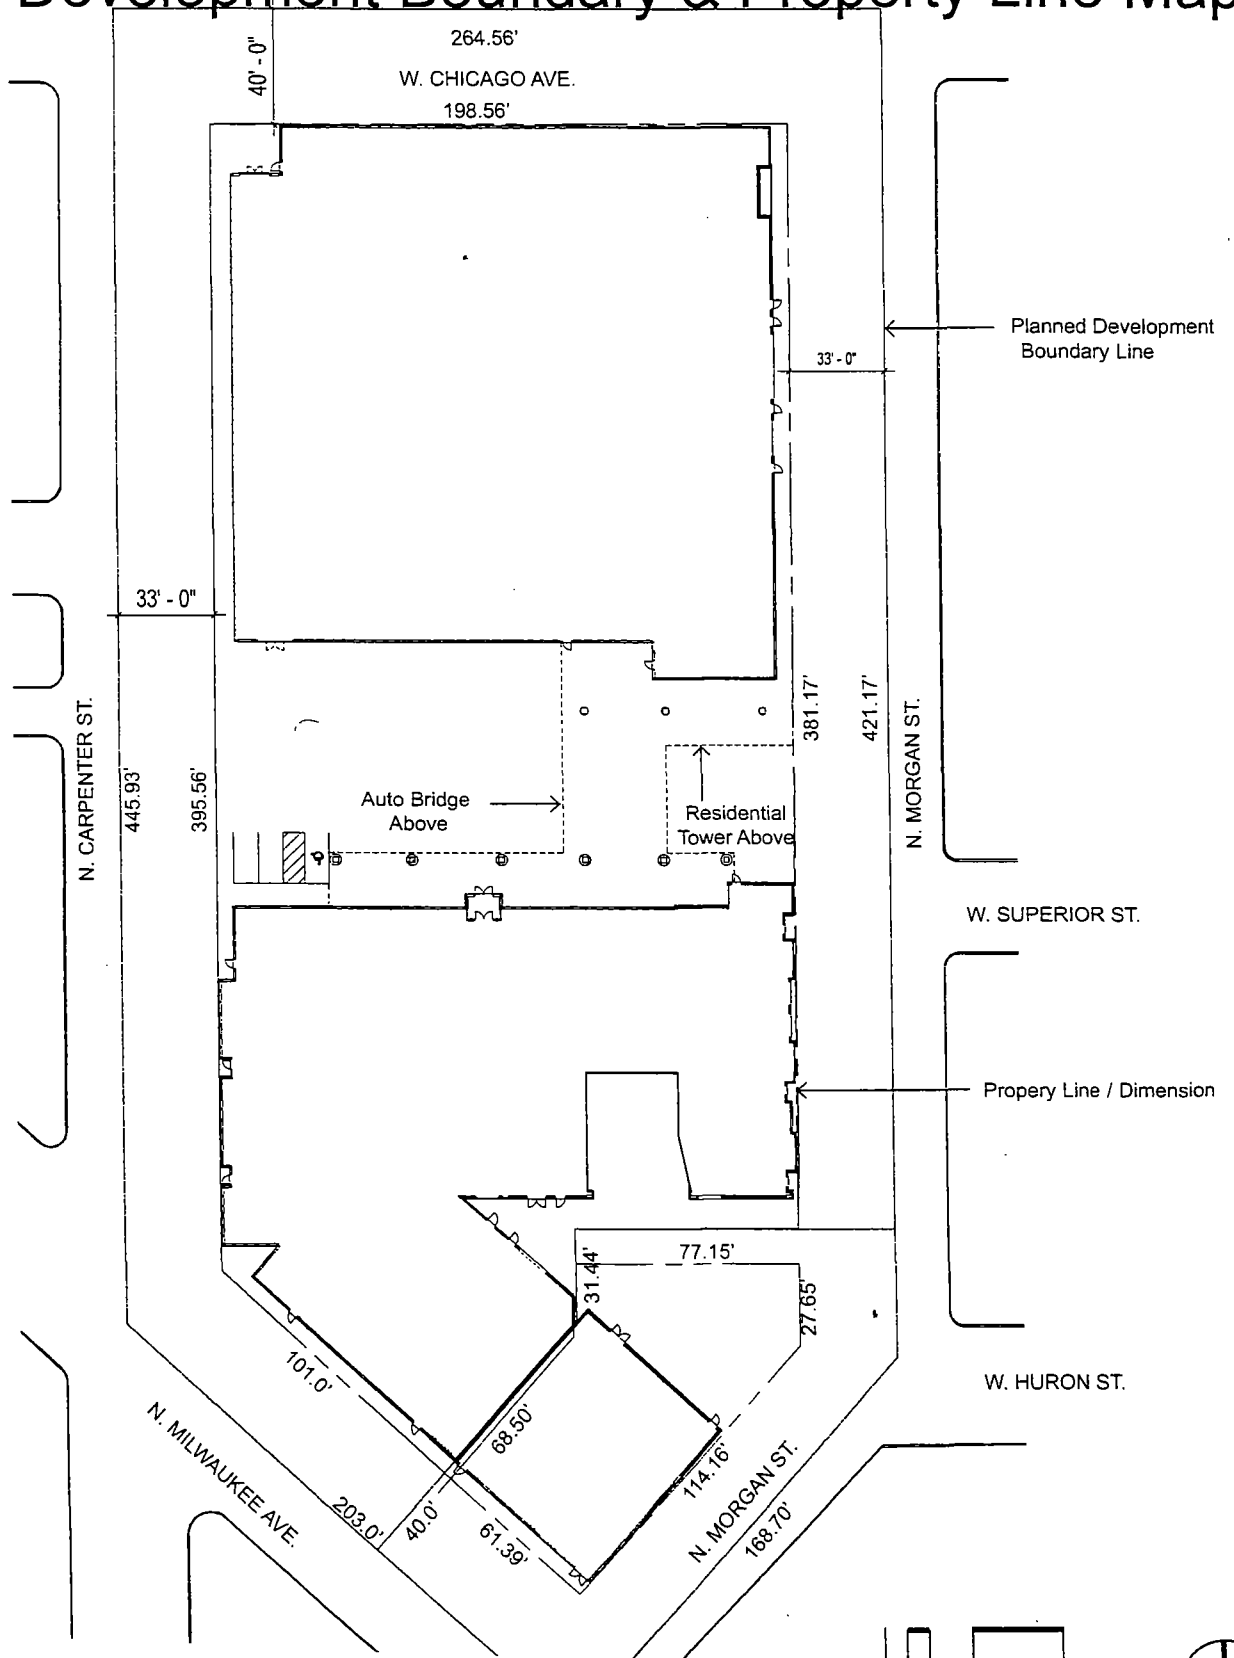 Development Boundary & Property Line Map
264.56'
40' - 0"
W. CHICAGO AVE.
198.56'
Planned Development
Boundary Line
33' - 0"
33' - 0"
N. CARPENTER ST.
445.93'
395.56'
381.17'
421.17'
N. MORGAN ST.
Auto Bridge
Above
Residential
Tower Above
W. SUPERIOR ST.
Propery Line / Dimension
77.15'
31.44'
27.65'
101.0'
W. HURON ST.
N. MILWAUKEE AVE.
68.50'
114.16'
N. MORGAN ST.
203.0'
40.0'
61.39'
168.70'